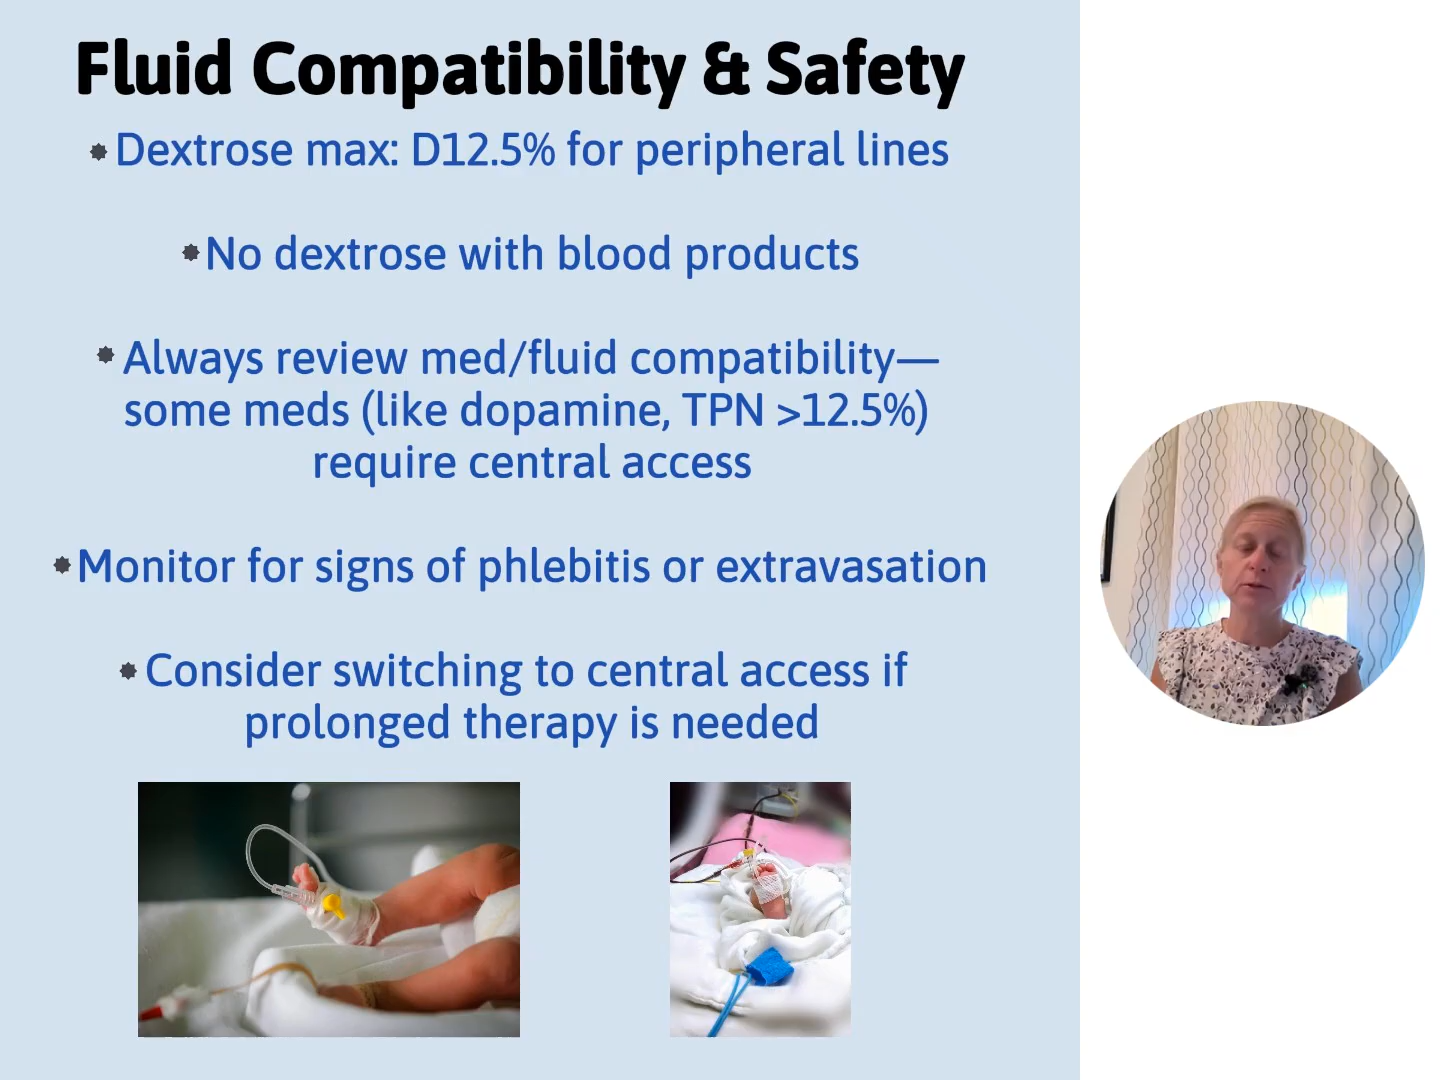 Fluid Compatibility & Safety
Dextrose max: D12.5% for peripheral lines
No dextrose with blood products
Always review med/fluid compatibility—
some meds (like dopamine, TPN >12.5%)
require central access
Monitor for signs of phlebitis or extravasation
Consider switching to central access if
prolonged therapy is needed